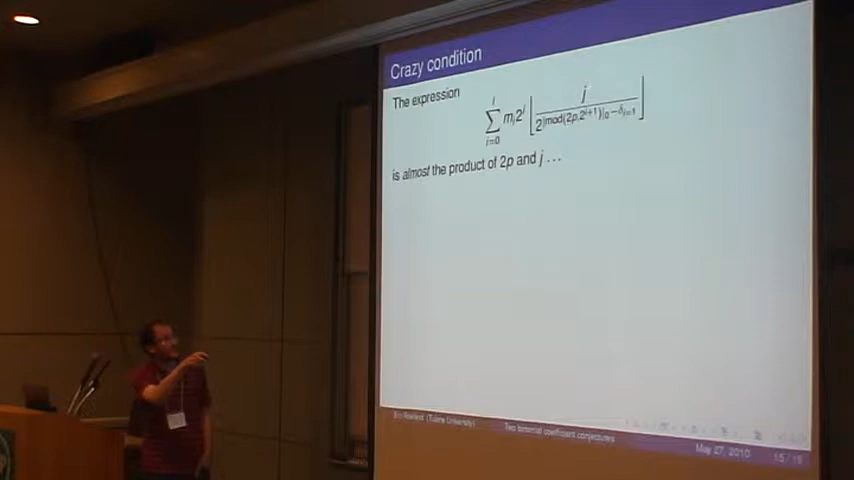 Crazy condition
The expression
\sum_{i=0}^{l} m_i 2^i \left\lfloor \frac{j}{2^{|\mathrm{mod}(2p,2^{i+1})|_0-\delta_{i=1}}} \right\rfloor
is almost the product of 2p and j ...
(Tulane University)
Two binomial coefficient conjectures
May 27, 2010